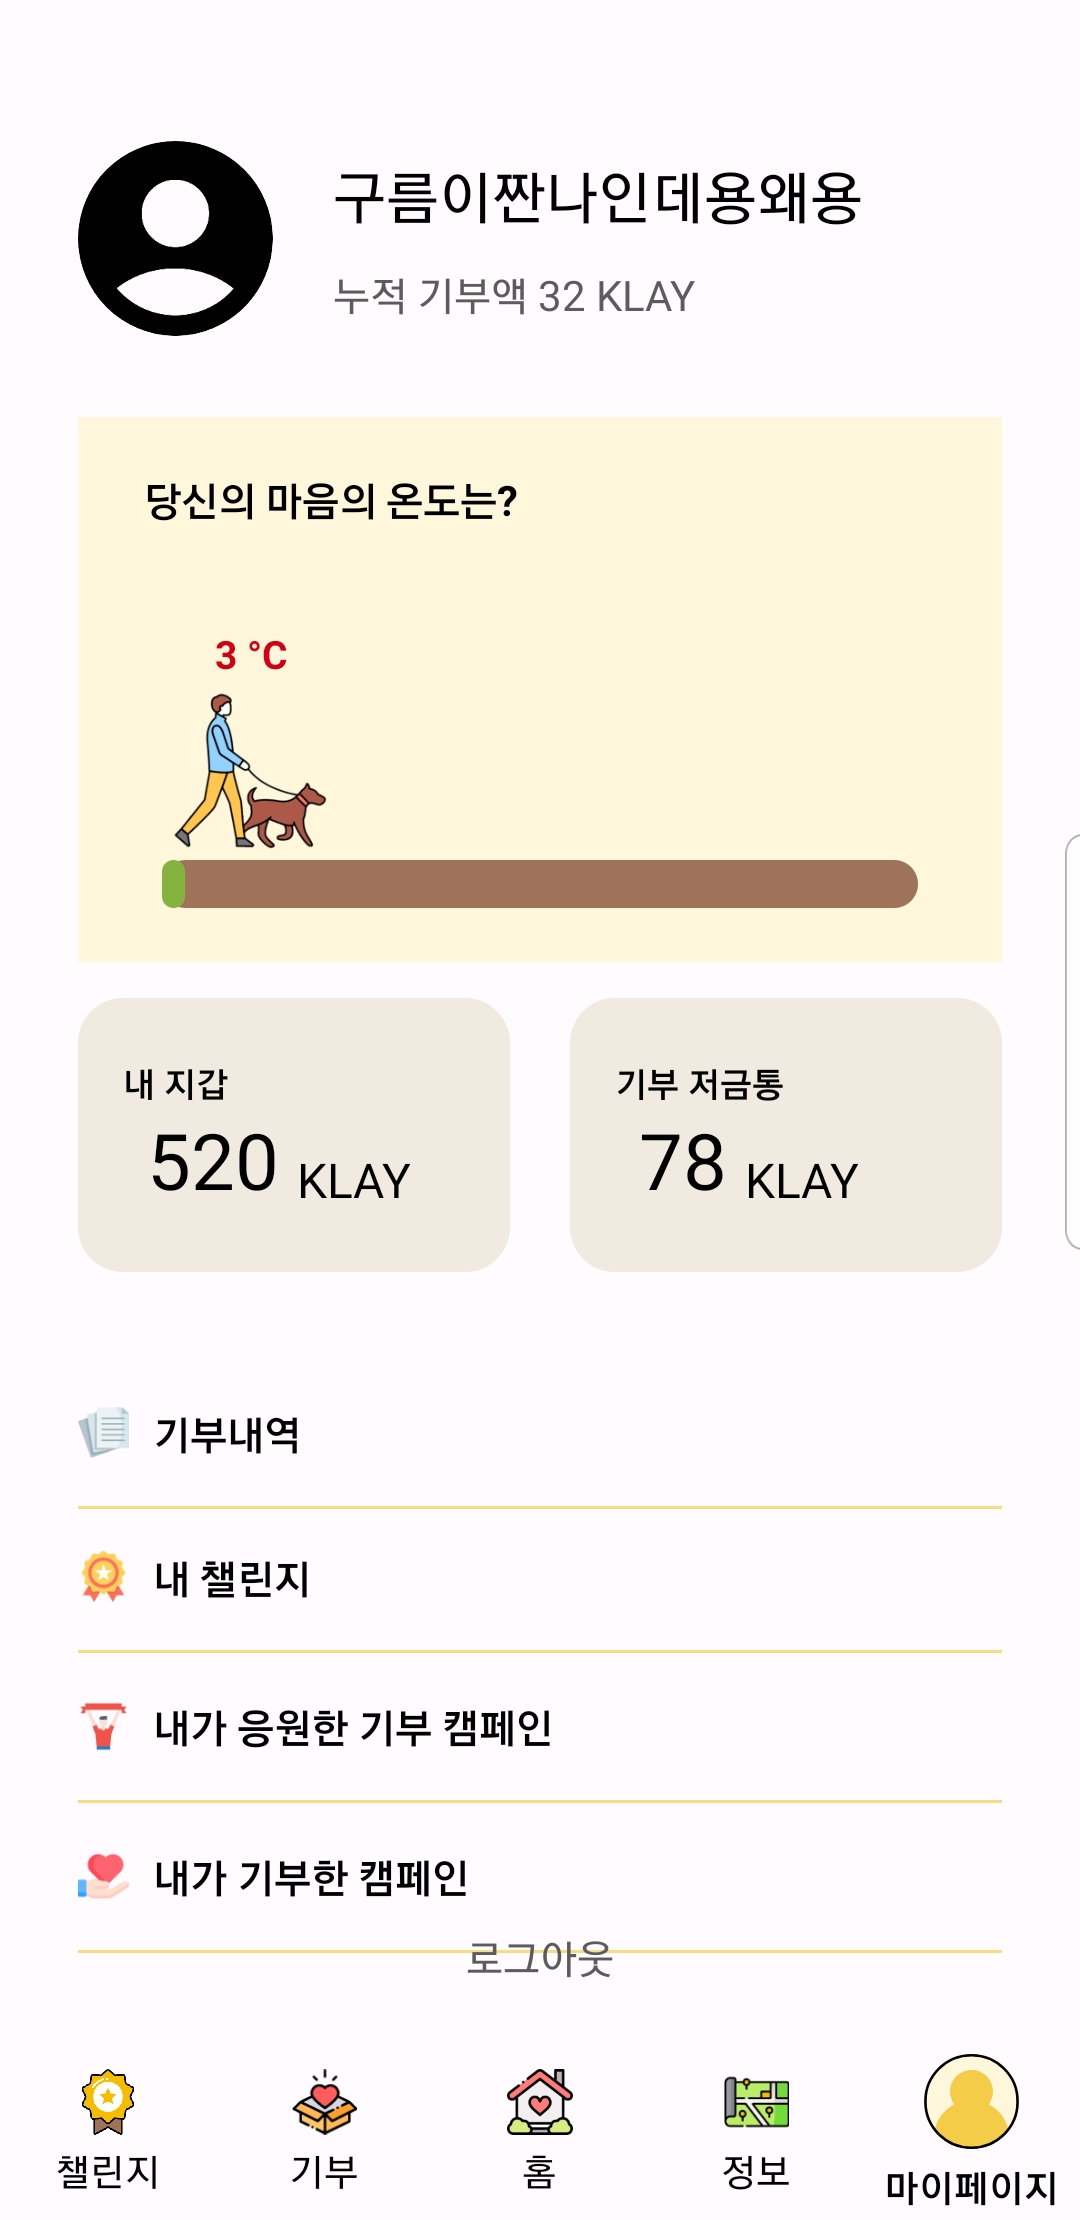 구름이짠나인데용왜용
누적 기부액 32 KLAY
당신의 마음의 온도는?
3 °C
내 지갑
520 KLAY
기부 저금통
78 KLAY
기부내역
내 챌린지
내가 응원한 기부 캠페인
내가 기부한 캠페인
로그아웃
챌린지
기부
홈
정보
마이페이지